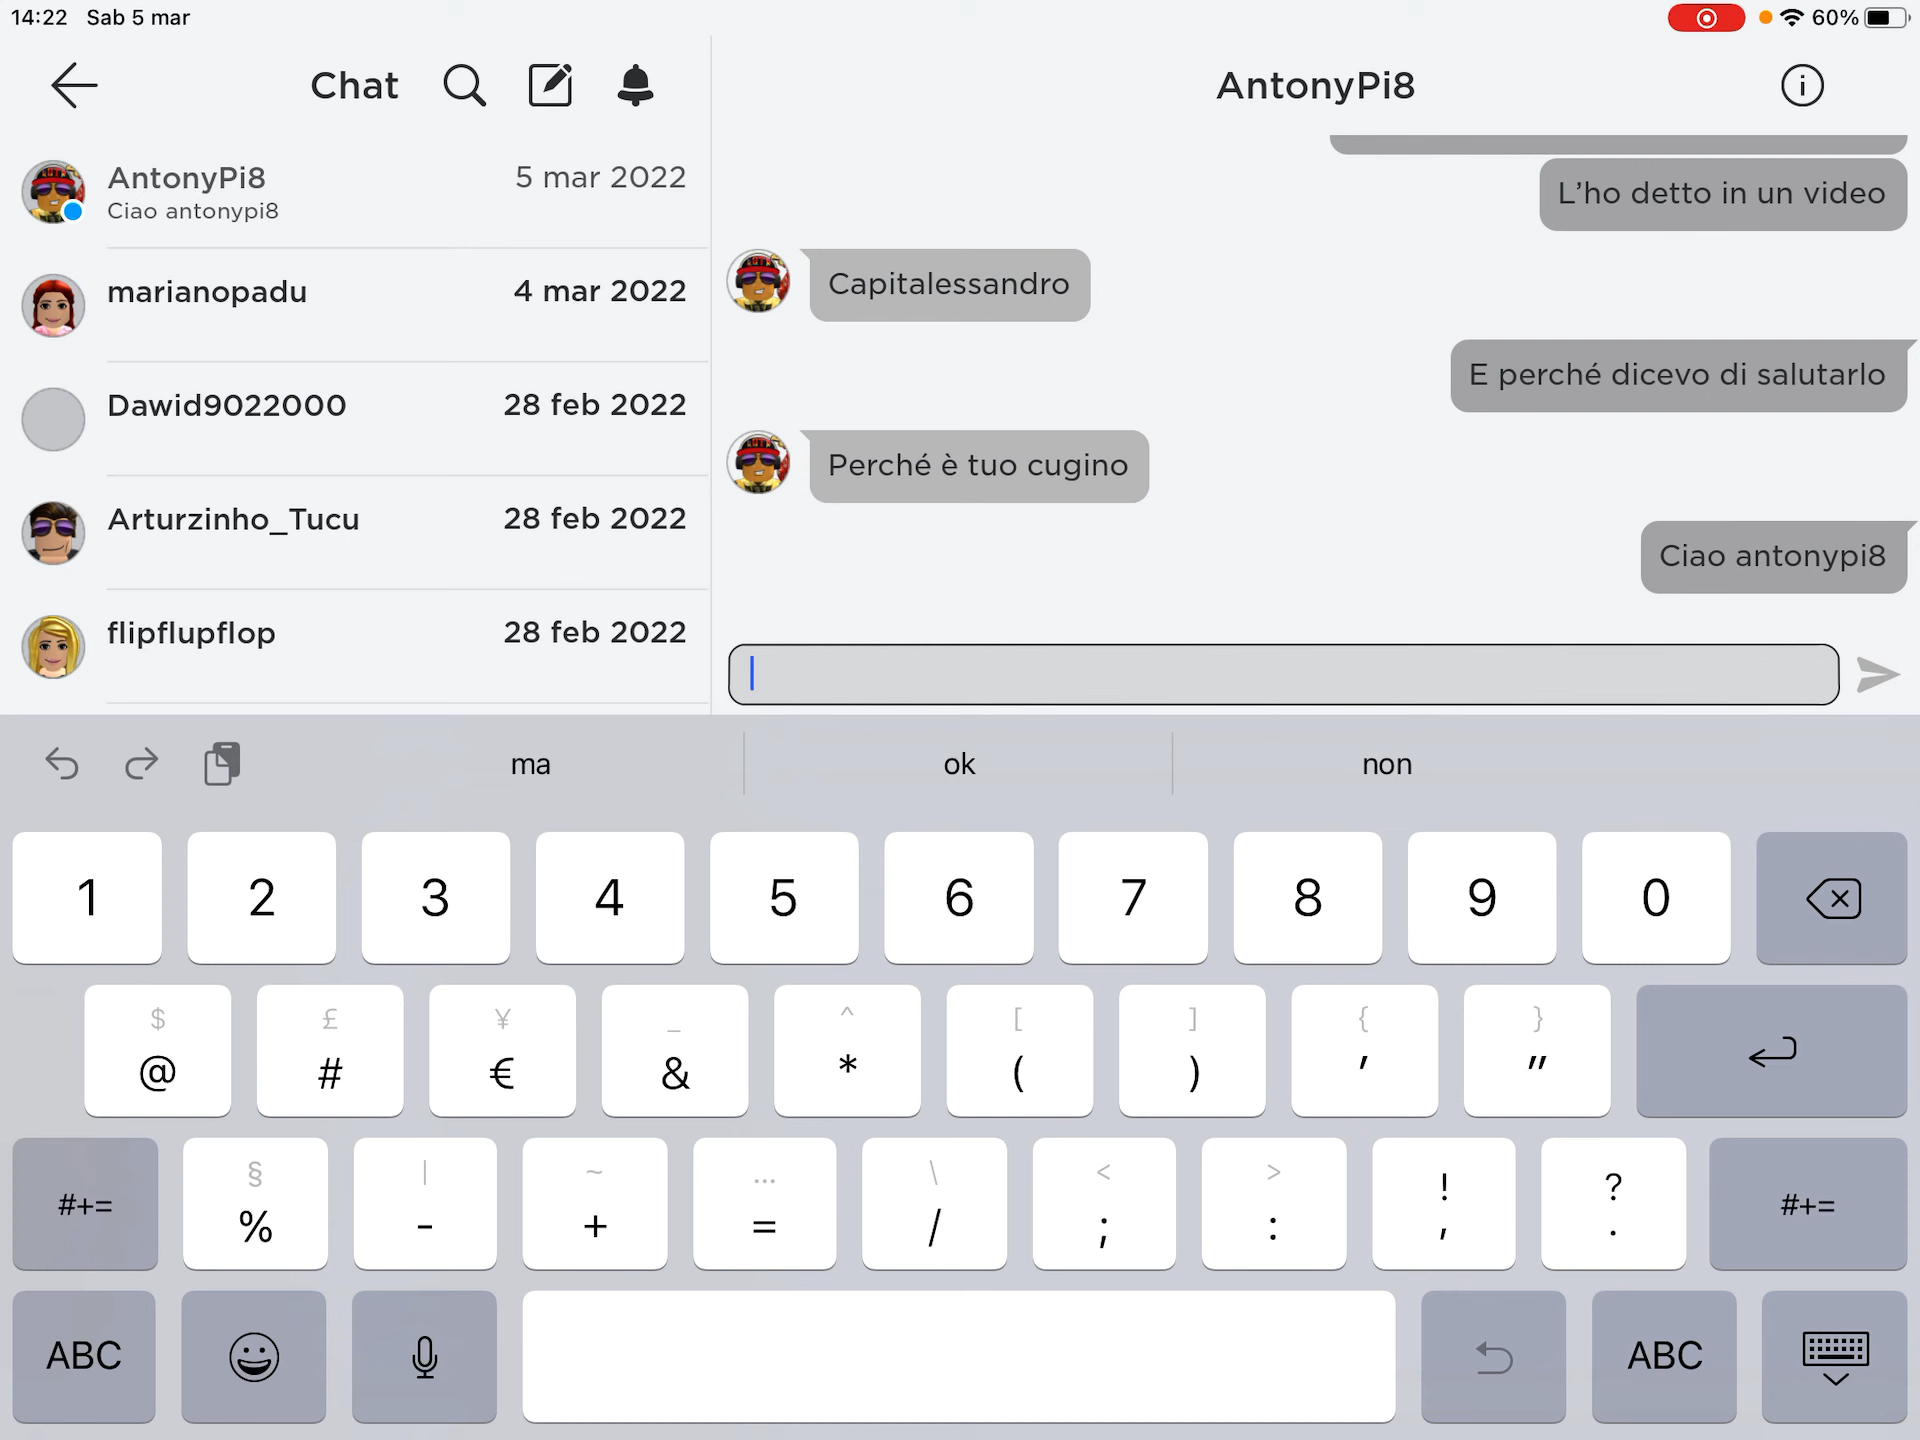 14:22 Sab 5 mar
60%
Chat
AntonyPi8
5 mar 2022
Ciao antonypi8
marianopadu
4 mar 2022
Dawid9022000
28 feb 2022
Arturzinho_Tucu
28 feb 2022
flipflupflop
28 feb 2022
AntonyPi8
L’ho detto in un video
Capitalessandro
E perché dicevo di salutarlo
Perché è tuo cugino
Ciao antonypi8
ma ok non
1 2 3 4 5 6 7 8 9 0
$ £ ¥ _ ^ [ ] { }
@ # € & * ( ) ' "
§ | ~ … \ < > ! ?
#+= % - + = / ; : , . #+=
ABC ABC